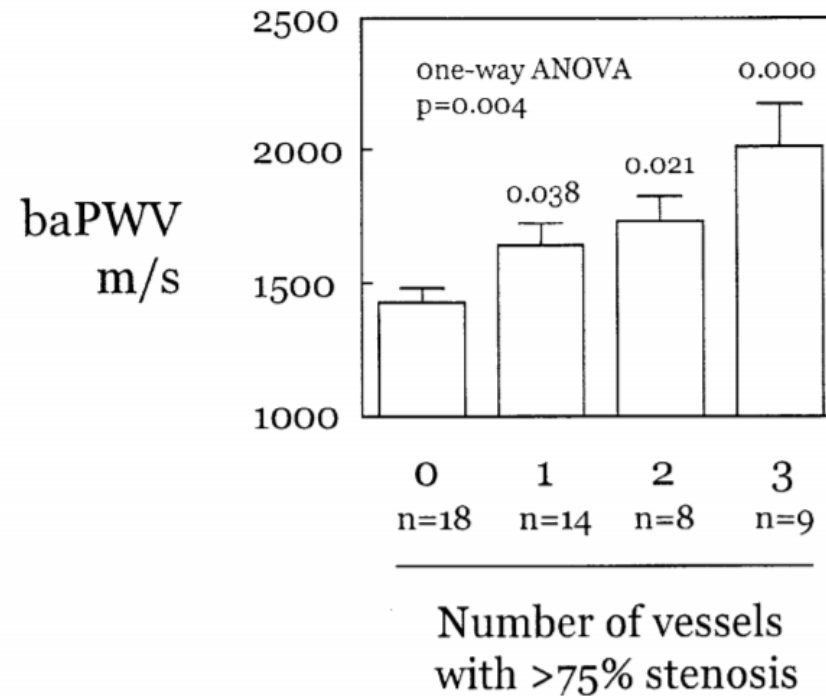 2500
one-way ANOVA
p=0.004
0.000
2000
0.021
0.038
baPWV
m/s
1500
1000
0 1 2 3
n=18 n=14 n=8 n=9
Number of vessels
with >75% stenosis